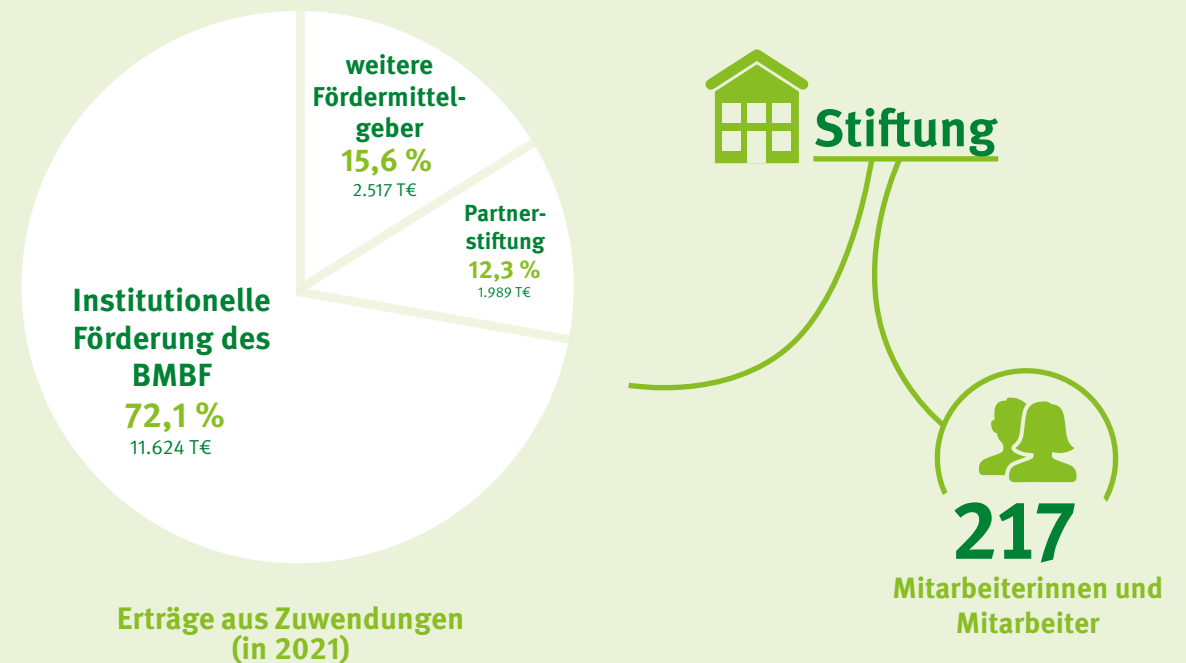 weitere
Fördermittel-
geber
15,6 %
2.517 T€
Partner-
stiftung
12,3 %
1.989 T€
Institutionelle
Förderung des
BMBF
72,1 %
11.624 T€
Erträge aus Zuwendungen
(in 2021)
Stiftung
217
Mitarbeiterinnen und
Mitarbeiter